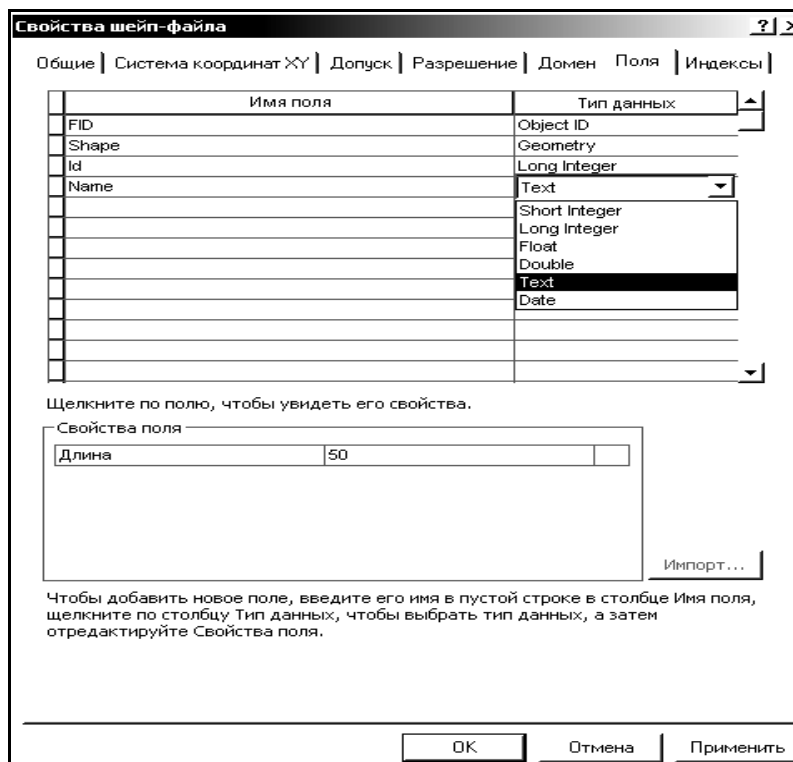 Свойства шейп-файла
Общие Система координат XY Допуск Разрешение Домен Поля Индексы
Имя поля Тип данных
FID Object ID
Shape Geometry
Id Long Integer
Name Text
Short Integer
Long Integer
Float
Double
Text
Date
Щелкните по полю, чтобы увидеть его свойства.
Свойства поля
Длина 50
Импорт...
Чтобы добавить новое поле, введите его имя в пустой строке в столбце Имя поля,
щелкните по столбцу Тип данных, чтобы выбрать тип данных, а затем
отредактируйте Свойства поля.
OK Отмена Применить